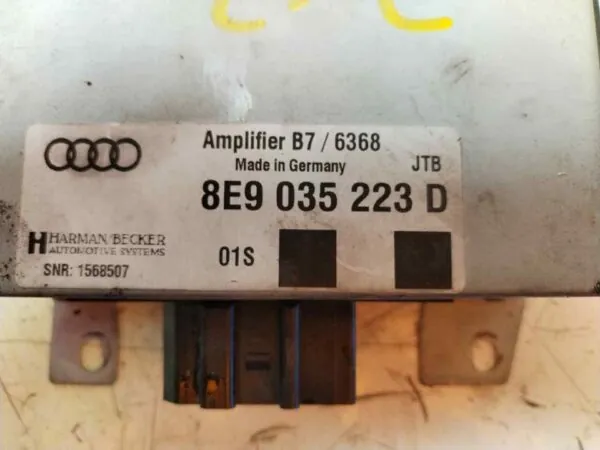 Amplifier B7 / 6368
Made in Germany
JTB
8E9 035 223 D
H HARMAN/BECKER
AUTOMOTIVE SYSTEMS
01S
SNR: 1568507